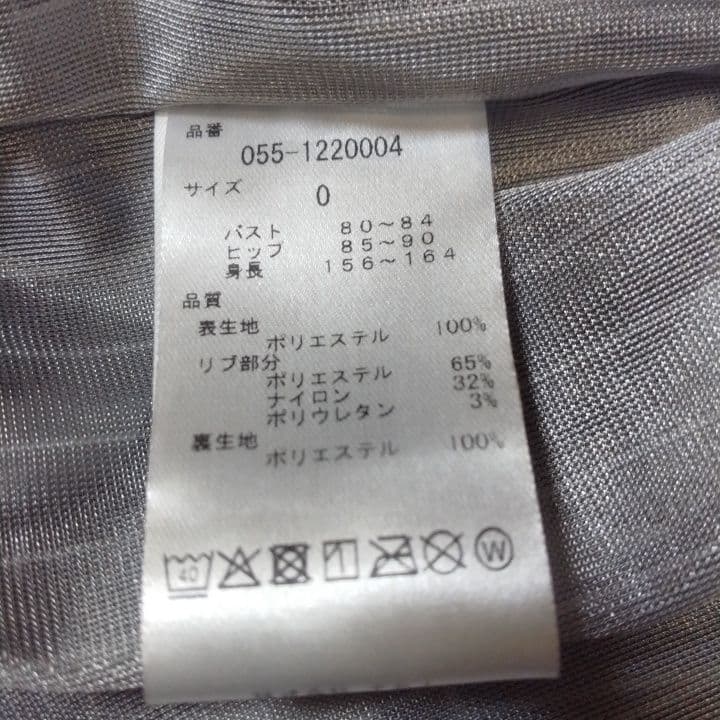 品番
055-1220004
サイズ 0
バスト 80～84
ヒップ 85～90
身長 156～164
品質
表生地
ポリエステル 100%
リブ部分
ポリエステル 65%
ナイロン 32%
ポリウレタン 3%
裏生地
ポリエステル 100%
40 W